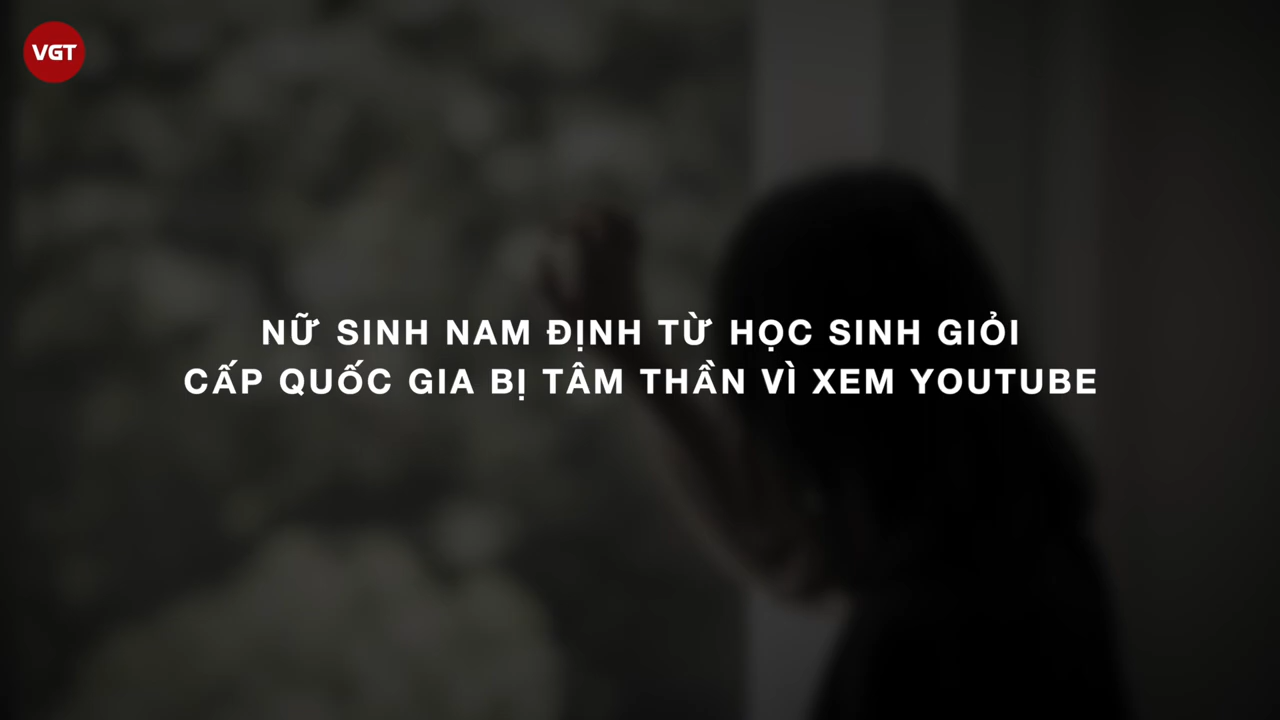 VGT
NỮ SINH NAM ĐỊNH TỪ HỌC SINH GIỎI
CẤP QUỐC GIA BỊ TÂM THẦN VÌ XEM YOUTUBE